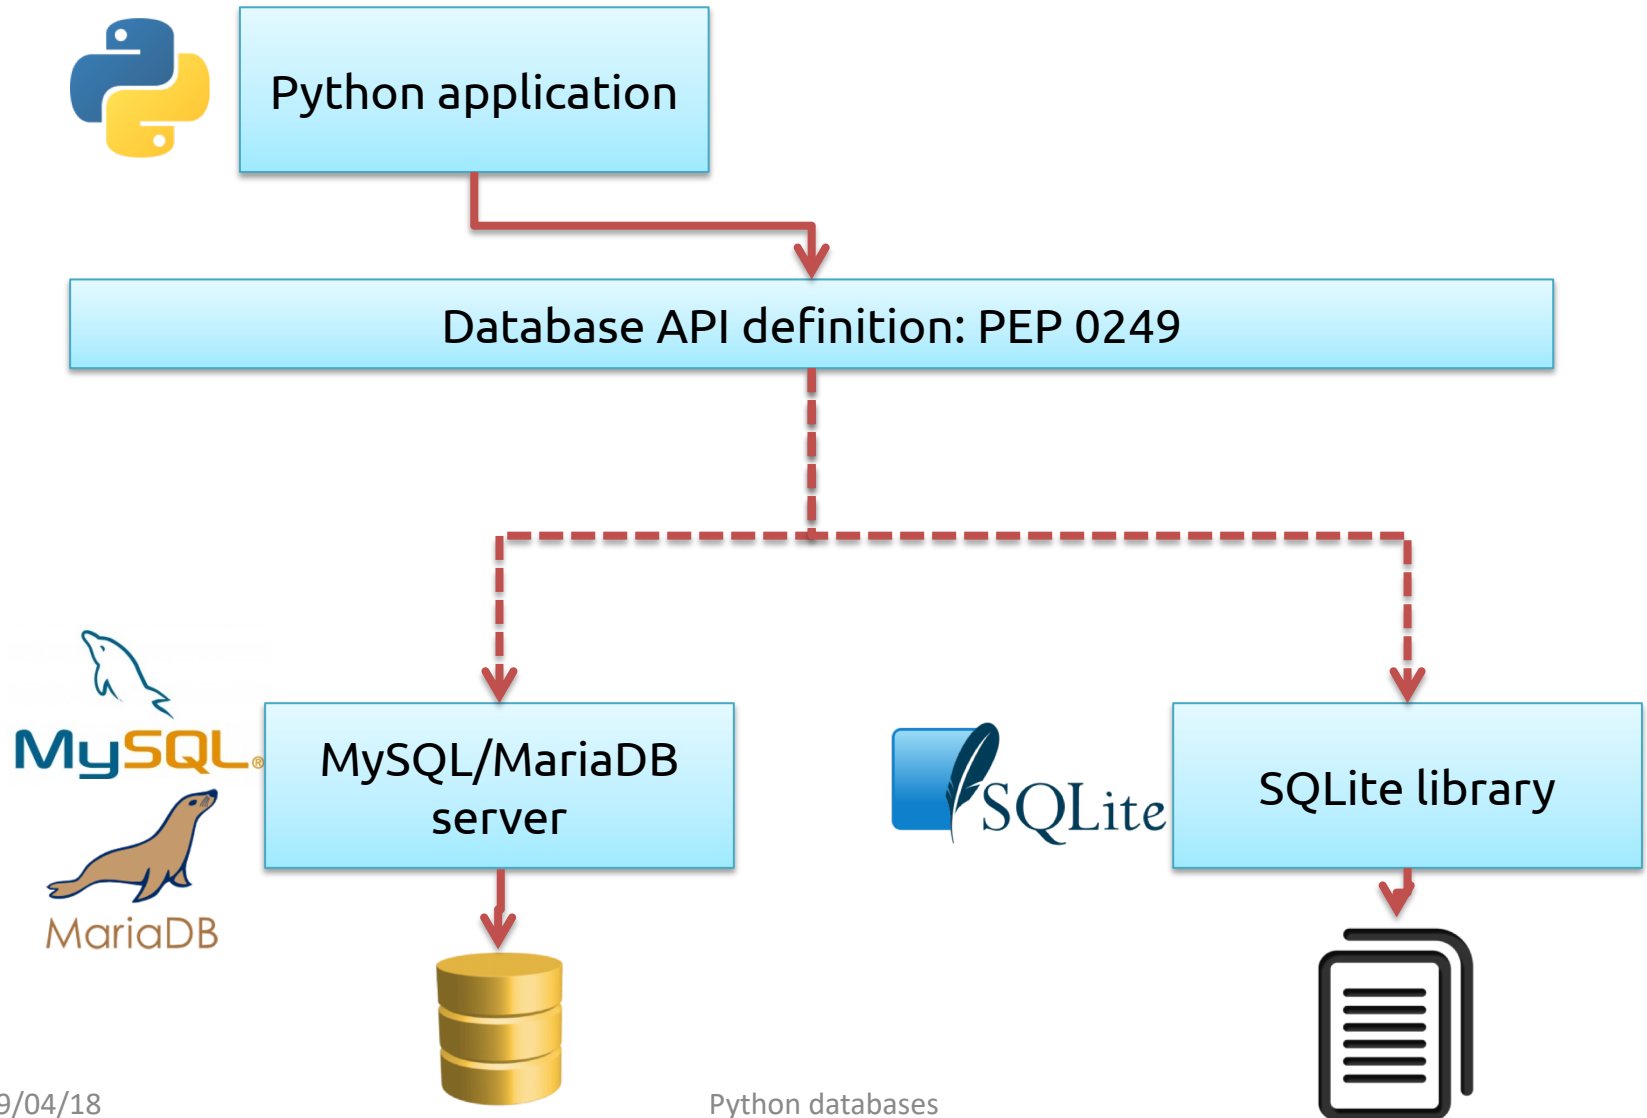 Python application
Database API definition: PEP 0249
MySQL®
MySQL/MariaDB
server
SQLite
SQLite library
MariaDB
9/04/18
Python databases